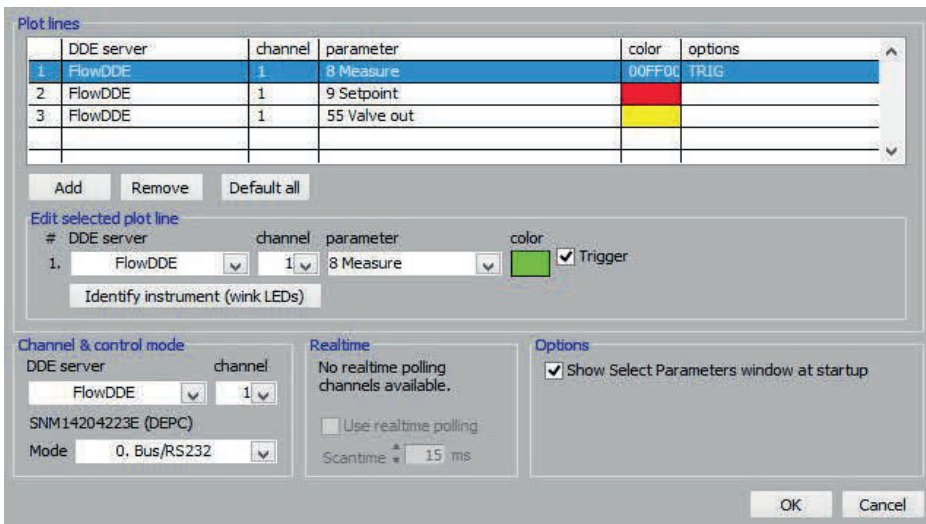 Plot lines
DDE server channel parameter color options
1 FlowDDE 1 8 Measure 00FF00 TRIG
2 FlowDDE 1 9 Setpoint
3 FlowDDE 1 55 Valve out
Add Remove Default all
Edit selected plot line
# DDE server channel parameter color
1. FlowDDE 1 8 Measure Trigger
Identify instrument (wink LEDs)
Channel & control mode
DDE server channel
FlowDDE 1
SNM14204223E (DEPC)
Mode 0. Bus/RS232
Realtime
No realtime polling
channels available.
Use realtime polling
Scantime 15 ms
Options
Show Select Parameters window at startup
OK Cancel